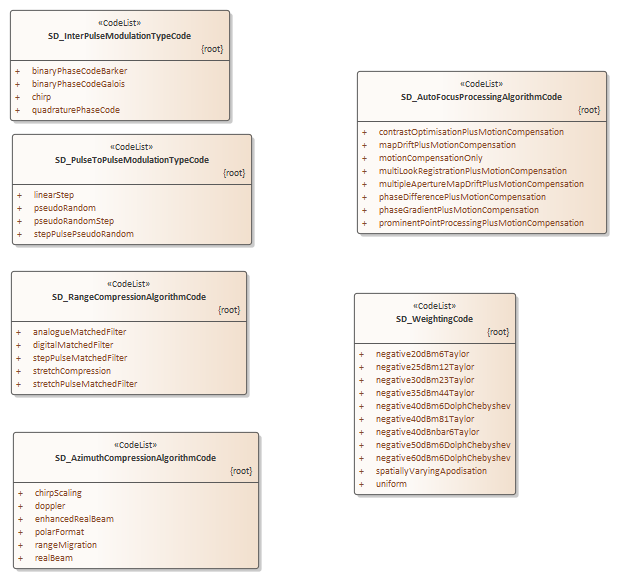 «CodeList»
SD_InterPulseModulationTypeCode
{root}
+ binaryPhaseCodeBarker
+ binaryPhaseCodeGalois
+ chirp
+ quadraturePhaseCode
«CodeList»
SD_PulseToPulseModulationTypeCode
{root}
+ linearStep
+ pseudoRandom
+ pseudoRandomStep
+ stepPulsePseudoRandom
«CodeList»
SD_RangeCompressionAlgorithmCode
{root}
+ analogueMatchedFilter
+ digitalMatchedFilter
+ stepPulseMatchedFilter
+ stretchCompression
+ stretchPulseMatchedFilter
«CodeList»
SD_AzimuthCompressionAlgorithmCode
{root}
+ chirpScaling
+ doppler
+ enhancedRealBeam
+ polarFormat
+ rangeMigration
+ realBeam
«CodeList»
SD_AutoFocusProcessingAlgorithmCode
{root}
+ contrastOptimisationPlusMotionCompensation
+ mapDriftPlusMotionCompensation
+ motionCompensationOnly
+ multiLookRegistrationPlusMotionCompensation
+ multipleApertureMapDriftPlusMotionCompensation
+ phaseDifferencePlusMotionCompensation
+ phaseGradientPlusMotionCompensation
+ prominentPointProcessingPlusMotionCompensation
«CodeList»
SD_WeightingCode
{root}
+ negative20dBm6Taylor
+ negative25dBm12Taylor
+ negative30dBm23Taylor
+ negative35dBm44Taylor
+ negative40dBm6DolphChebyshev
+ negative40dBm81Taylor
+ negative40dBnbar6Taylor
+ negative50dBm6DolphChebyshev
+ negative60dBm6DolphChebyshev
+ spatiallyVaryingApodisation
+ uniform